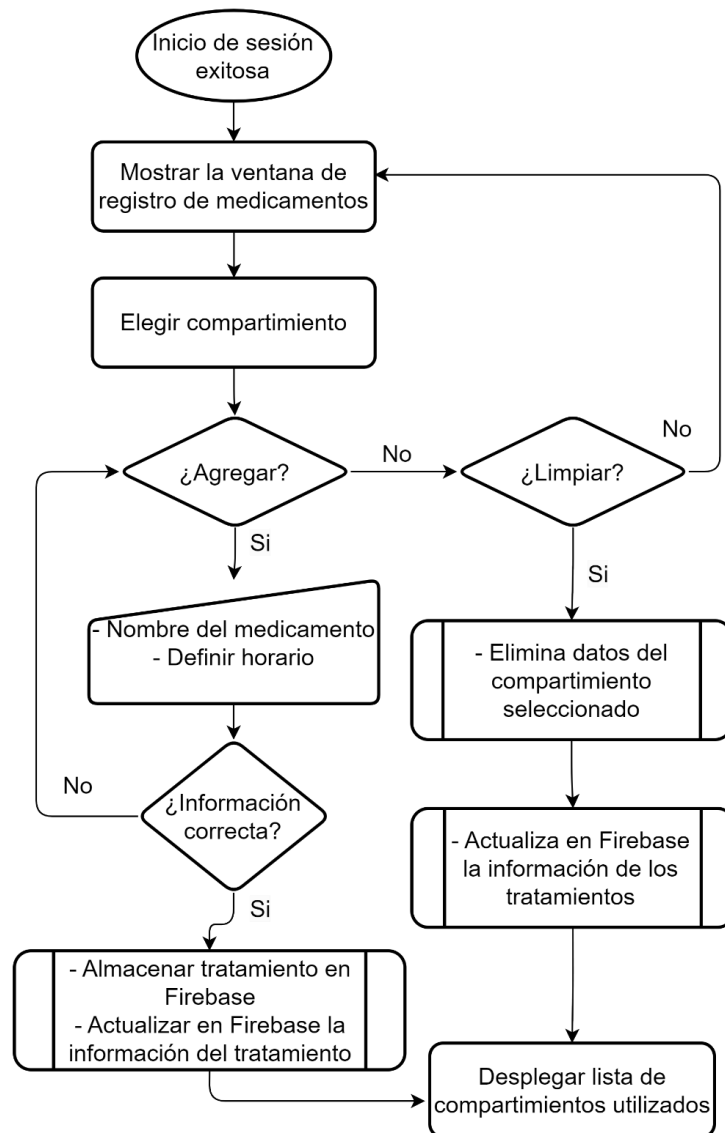 Inicio de sesión
exitosa
Mostrar la ventana de
registro de medicamentos
Elegir compartimiento
¿Agregar?
No
¿Limpiar?
No
Si
Si
- Nombre del medicamento
- Definir horario
- Elimina datos del
compartimiento
seleccionado
No
¿Información
correcta?
- Actualiza en Firebase
la información de los
tratamientos
Si
- Almacenar tratamiento en
Firebase
- Actualizar en Firebase la
información del tratamiento
Desplegar lista de
compartimientos utilizados